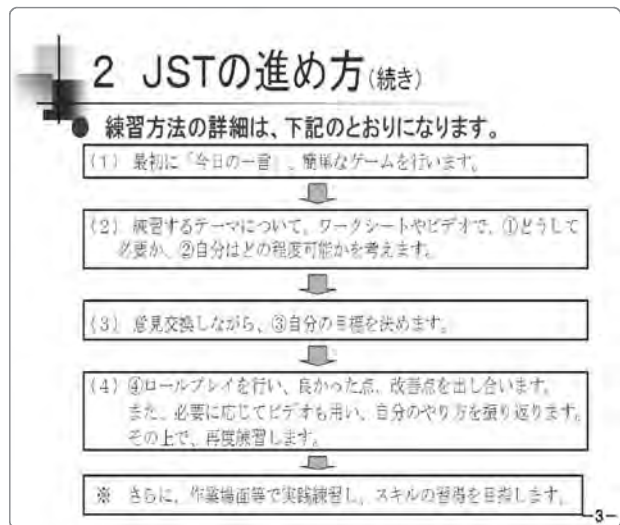 2 JSTの進め方(続き)
● 練習方法の詳細は、下記のとおりになります。
(1) 最初に「今日の一言」、簡単なゲームを行います。
(2) 練習するテーマについて、ワークシートやビデオで、①どうして
必要か、②自分はどの程度可能かを考えます。
(3) 意見交換しながら、③自分の目標を決めます。
(4) ④ロールプレイを行い、良かった点、改善点を出し合います。
また、必要に応じてビデオも用い、自分のやり方を振り返ります。
その上で、再度練習します。
※ さらに、作業場面等で実践練習し、スキルの習得を目指します。
-3-